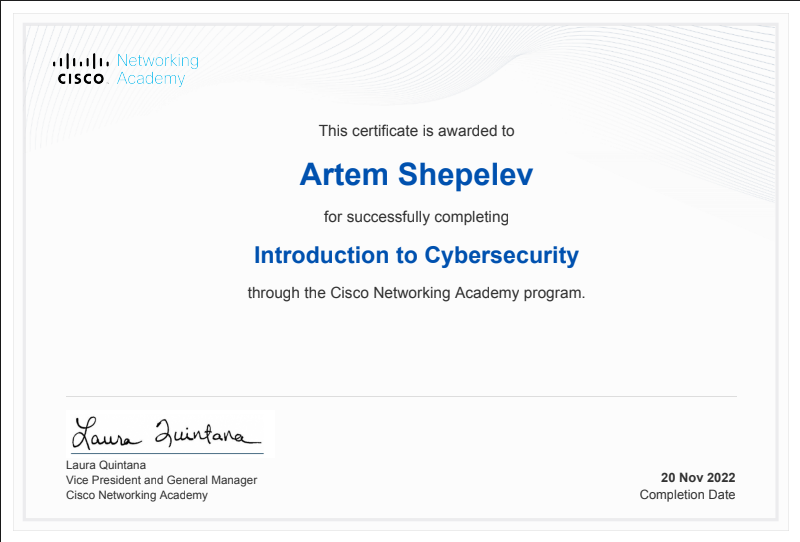 Networking
CISCO Academy
This certificate is awarded to
Artem Shepelev
for successfully completing
Introduction to Cybersecurity
through the Cisco Networking Academy program.
Laura Quintana
Laura Quintana
Vice President and General Manager
Cisco Networking Academy
20 Nov 2022
Completion Date